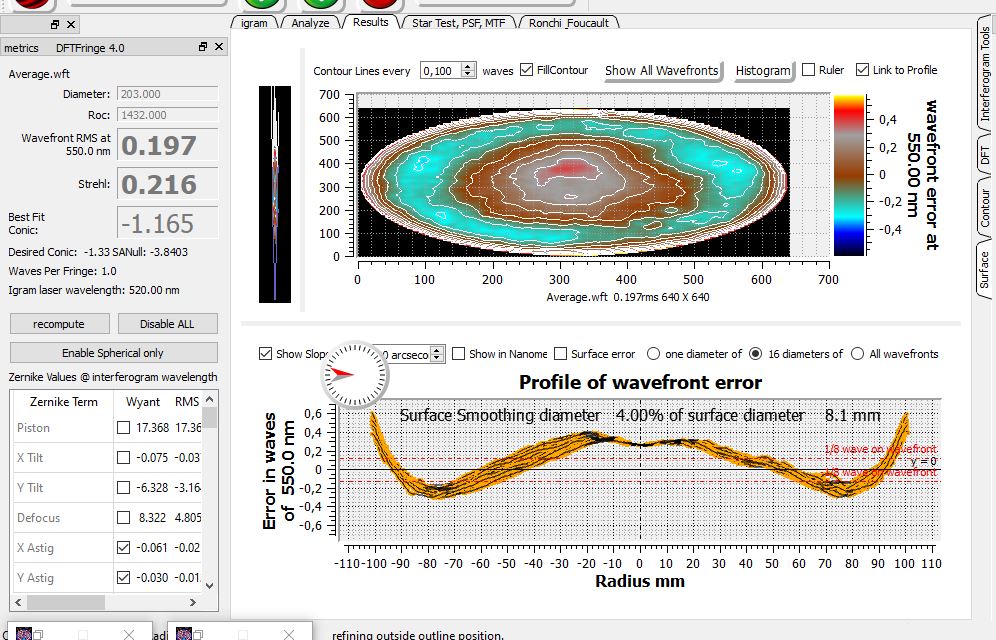 igram Analyze Results Star Test, PSF, MTF Ronchi_Foucault
metrics DFTFringe 4.0
Average.wft
Diameter: 203.000
Roc: 1432.000
Wavefront RMS at
550.0 nm 0.197
Strehl: 0.216
Best Fit
Conic: -1.165
Desired Conic: -1.33 SANull: -3.8403
Waves Per Fringe: 1.0
Igram laser wavelength: 520.00 nm
recompute Disable ALL
Enable Spherical only
Zernike Values @ interferogram wavelength
Zernike Term Wyant RMS
Piston 17.368 17.36
X Tilt -0.075 -0.03
Y Tilt -6.328 -3.16
Defocus 8.322 4.805
X Astig -0.061 -0.02
Y Astig -0.030 -0.01
Contour Lines every 0,100 waves FillContour Show All Wavefronts Histogram Ruler Link to Profile
700
600
500
400
300
200
100
0
0 100 200 300 400 500 600 700
Average.wft 0.197rms 640 X 640
0,4
0,2
0
-0,2
-0,4
wavefront error at
550.00 nm
Interferogram Tools
DFT
Contour
Surface
Show Slop 0 arcseco Show in Nanome Surface error one diameter of 16 diameters of All wavefronts
Profile of wavefront error
Surface Smoothing diameter 4.00% of surface diameter 8.1 mm
Error in waves
of 550.0 nm
0,6
0,4
0,2
0
-0,2
-0,4
-0,6
1/8 wave on wavefront
y = 0
1/8 wave on wavefront
-110 -100 -90 -80 -70 -60 -50 -40 -30 -20 -10 0 10 20 30 40 50 60 70 80 90 100 110
Radius mm
refining outside outline position.